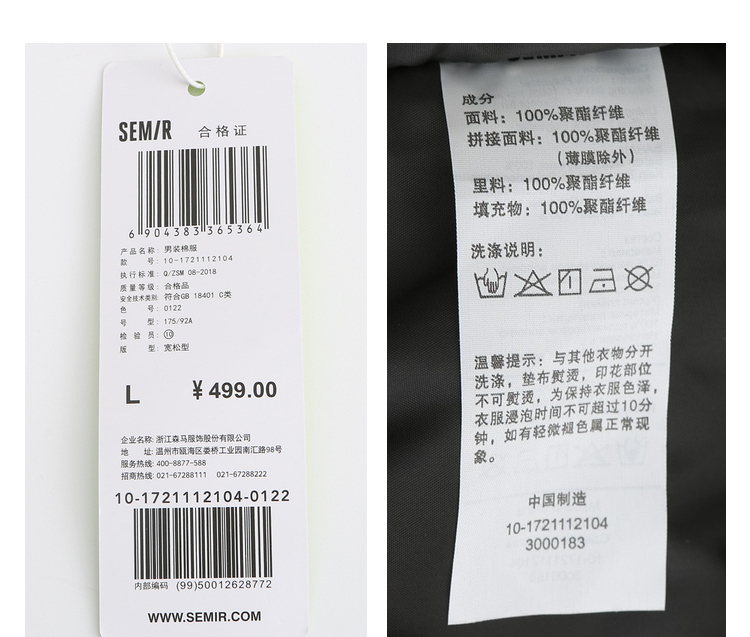 SEMIR 合格证
6 904383 365364
产品名称: 男装棉服
款 号: 10-1721112104
执行标准: Q/ZSM 08-2018
质量等级: 合格品
安全技术类别: 符合GB 18401 C类
色 号: 0122
号 型: 175/92A
检 验 员: ⑩
版 型: 宽松型
L ¥ 499.00
企业名称: 浙江森马服饰股份有限公司
地 址: 温州市瓯海区娄桥工业园南汇路98号
服务热线: 400-8877-588
招商热线: 021-67288111 021-67288222
10-1721112104-0122
内部编码 (99)50012628772
WWW.SEMIR.COM
成分
面料: 100%聚酯纤维
拼接面料: 100%聚酯纤维
(薄膜除外)
里料: 100%聚酯纤维
填充物: 100%聚酯纤维
洗涤说明:
温馨提示: 与其他衣物分开
洗涤, 垫布熨烫, 印花部位
不可熨烫, 为保持衣服色泽,
衣服浸泡时间不可超过10分
钟, 如有轻微褪色属正常现
象。
中国制造
10-1721112104
3000183